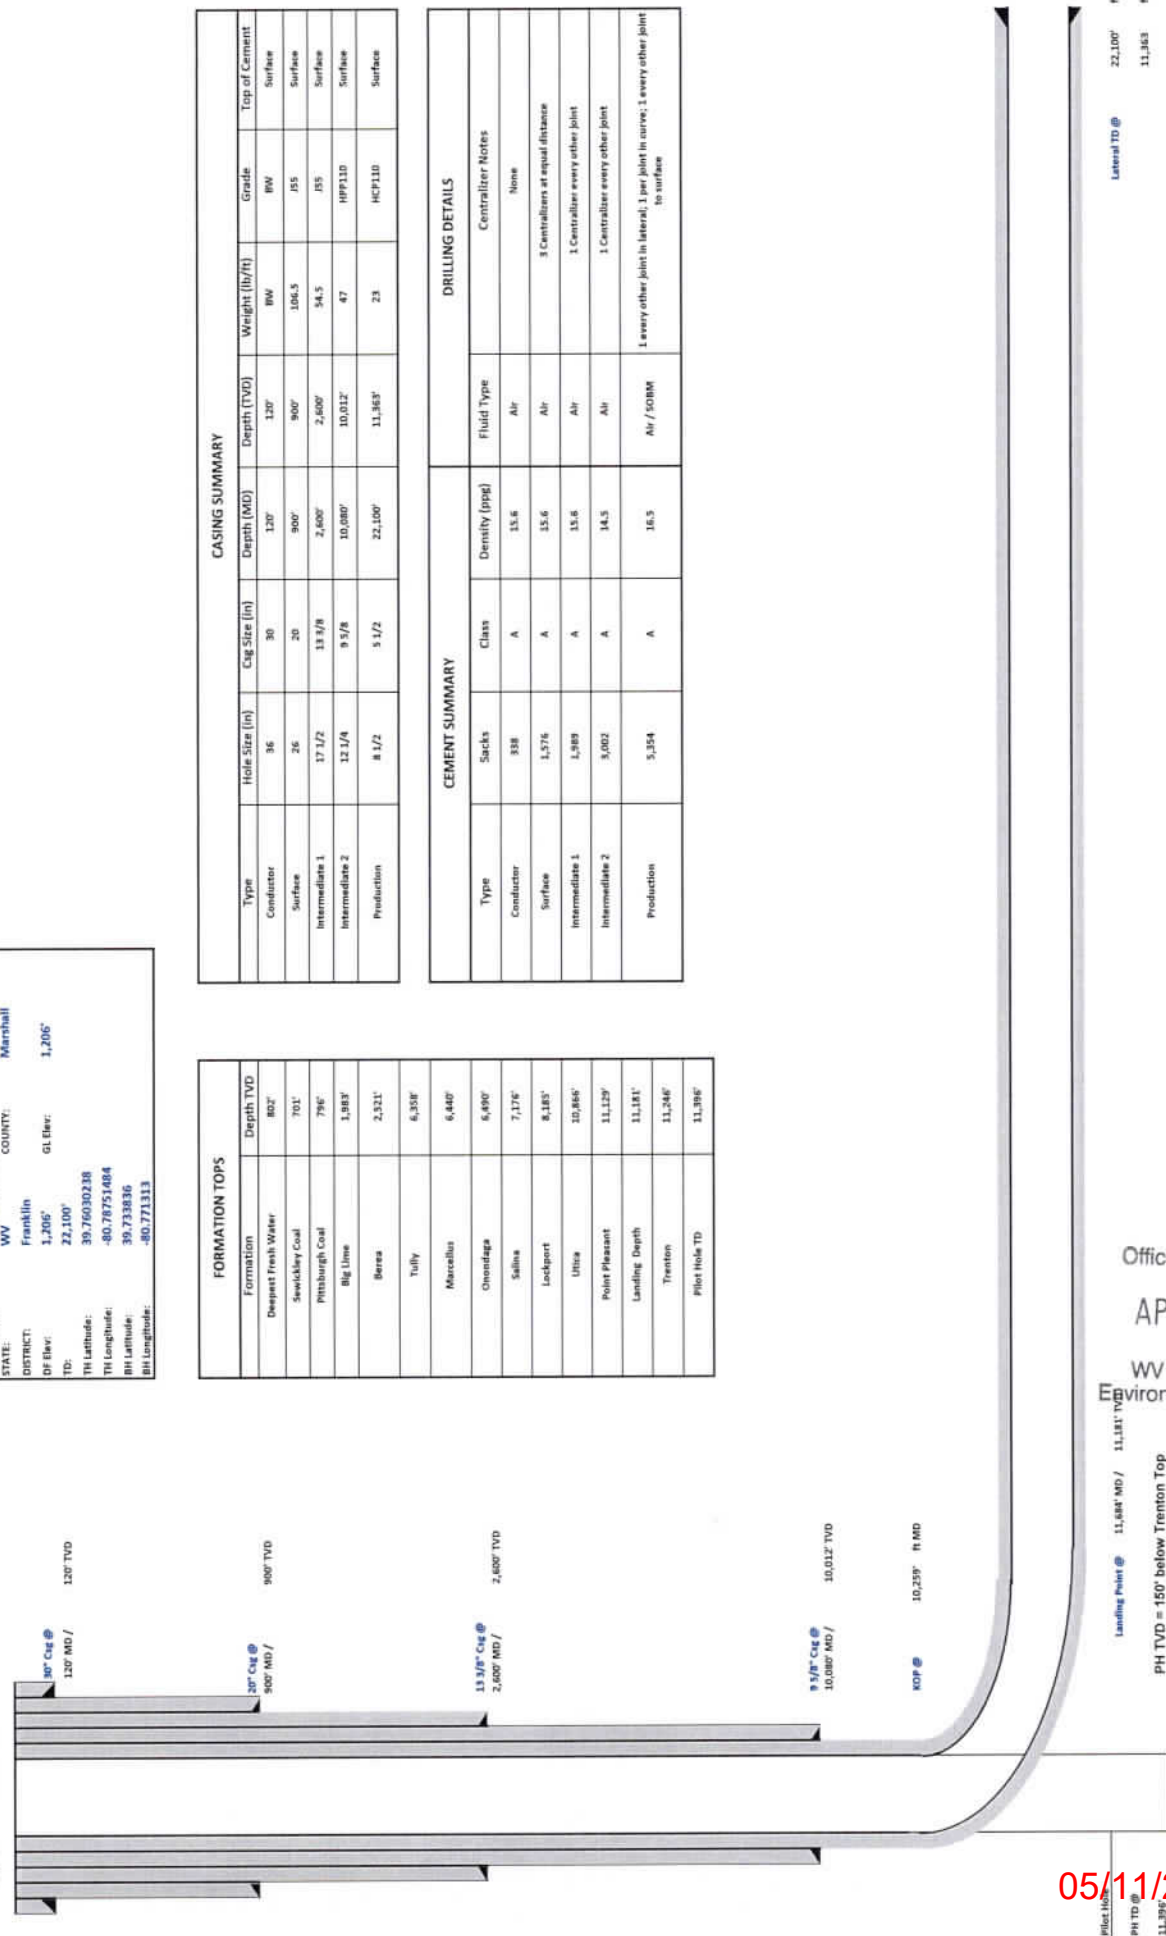 STATE: WV COUNTY: Marshall
DISTRICT: Franklin
DF Elev: 1,206' GL Elev: 1,206'
TD: 22,100'
TH Latitude: 39.76030238
TH Longitude: -80.78751484
BH Latitude: 39.733836
BH Longitude: -80.771313
FORMATION TOPS
Formation Depth TVD
Deepest Fresh Water 802'
Sewickley Coal 701'
Pittsburgh Coal 796'
Big Lime 1,983'
Berea 2,521'
Tully 6,358'
Marcellus 6,440'
Onondaga 6,490'
Salina 7,176'
Lockport 8,185'
Utica 10,866'
Point Pleasant 11,129'
Landing Depth 11,181'
Trenton 11,246'
Pilot Hole TD 11,396'
CASING SUMMARY
Type Hole Size (in) Csg Size (in) Depth (MD) Depth (TVD) Weight (lb/ft) Grade Top of Cement
Conductor 36 30 120' 120' BW BW Surface
Surface 26 20 900' 900' 106.5 J55 Surface
Intermediate 1 17 1/2 13 3/8 2,600' 2,600' 54.5 J55 Surface
Intermediate 2 12 1/4 9 5/8 10,080' 10,012' 47 HPP110 Surface
Production 8 1/2 5 1/2 22,100' 11,363' 23 HCP110 Surface
CEMENT SUMMARY DRILLING DETAILS
Type Sacks Class Density (ppg) Fluid Type Centralizer Notes
Conductor 338 A 15.6 Air None
Surface 1,576 A 15.6 Air 3 Centralizers at equal distance
Intermediate 1 1,989 A 15.6 Air 1 Centralizer every other joint
Intermediate 2 3,002 A 14.5 Air 1 Centralizer every other joint
Production 5,354 A 16.5 Air / SOBM 1 every other joint in lateral; 1 per joint in curve; 1 every other joint
to surface
30" Csg @
120' MD / 120' TVD
20" Csg @
900' MD / 900' TVD
13 3/8" Csg @
2,600' MD / 2,600' TVD
9 5/8" Csg @
10,080' MD / 10,012' TVD
KOP @ 10,259' ft MD
Landing Point @ 11,684' MD / 11,181' TVD
PH TVD = 150' below Trenton Top
Lateral TD @ 22,100'
11,363
Pilot Hole
PH TD @
11,396'
Offic
AP
WV
Environ
05/11/2